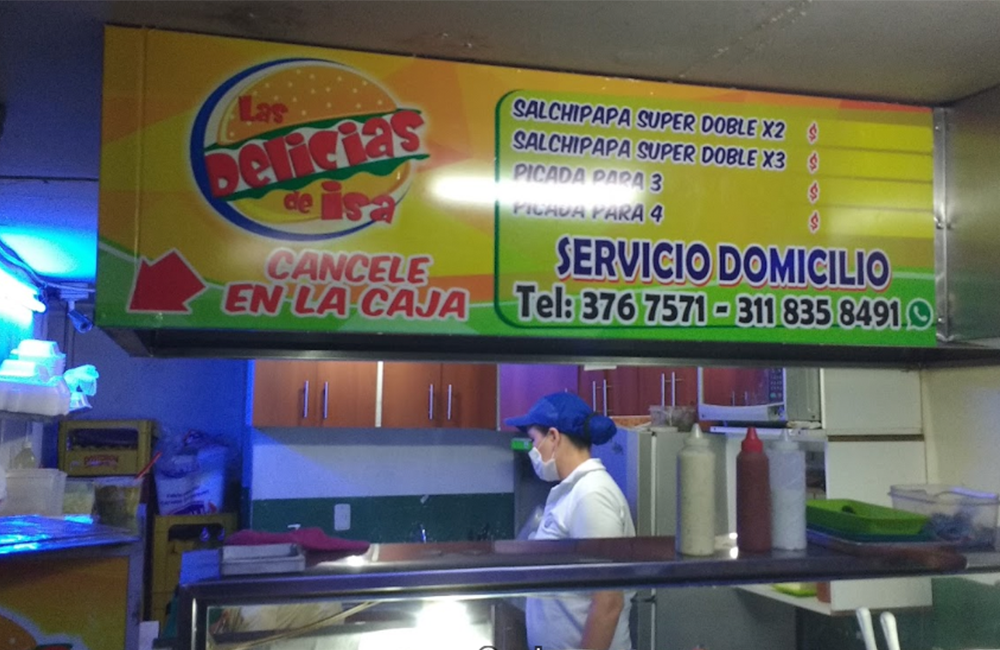 Las
Delicias
de isa
CANCELE
EN LA CAJA
SALCHIPAPA SUPER DOBLE X2 $
SALCHIPAPA SUPER DOBLE X3 $
PICADA PARA 3 $
PICADA PARA 4 $
SERVICIO DOMICILIO
Tel: 376 7571 - 311 835 8491